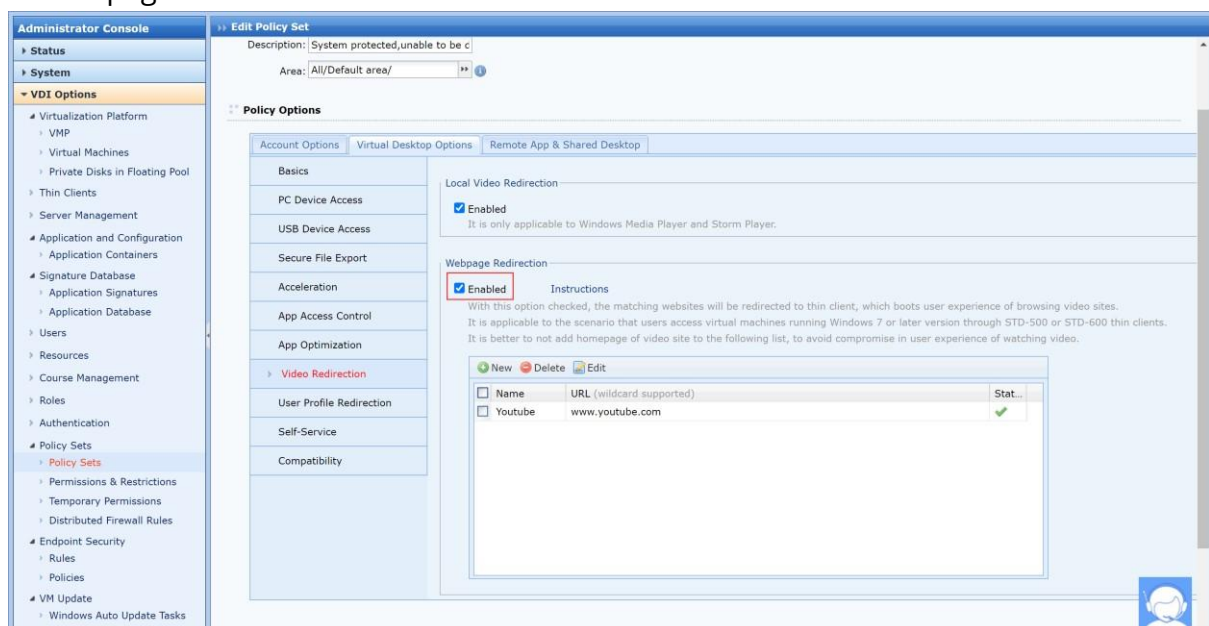 Administrator Console
Status
System
VDI Options
Virtualization Platform
VMP
Virtual Machines
Private Disks in Floating Pool
Thin Clients
Server Management
Application and Configuration
Application Containers
Signature Database
Application Signatures
Application Database
Users
Resources
Course Management
Roles
Authentication
Policy Sets
Policy Sets
Permissions & Restrictions
Temporary Permissions
Distributed Firewall Rules
Endpoint Security
Rules
Policies
VM Update
Windows Auto Update Tasks
Edit Policy Set
Description: System protected,unable to be c
Area: All/Default area/
Policy Options
Account Options Virtual Desktop Options Remote App & Shared Desktop
Basics
PC Device Access
USB Device Access
Secure File Export
Acceleration
App Access Control
App Optimization
Video Redirection
User Profile Redirection
Self-Service
Compatibility
Local Video Redirection
Enabled
It is only applicable to Windows Media Player and Storm Player.
Webpage Redirection
Enabled Instructions
With this option checked, the matching websites will be redirected to thin client, which boots user experience of browsing video sites.
It is applicable to the scenario that users access virtual machines running Windows 7 or later version through STD-500 or STD-600 thin clients.
It is better to not add homepage of video site to the following list, to avoid compromise in user experience of watching video.
New Delete Edit
Name URL (wildcard supported) Stat...
Youtube www.youtube.com